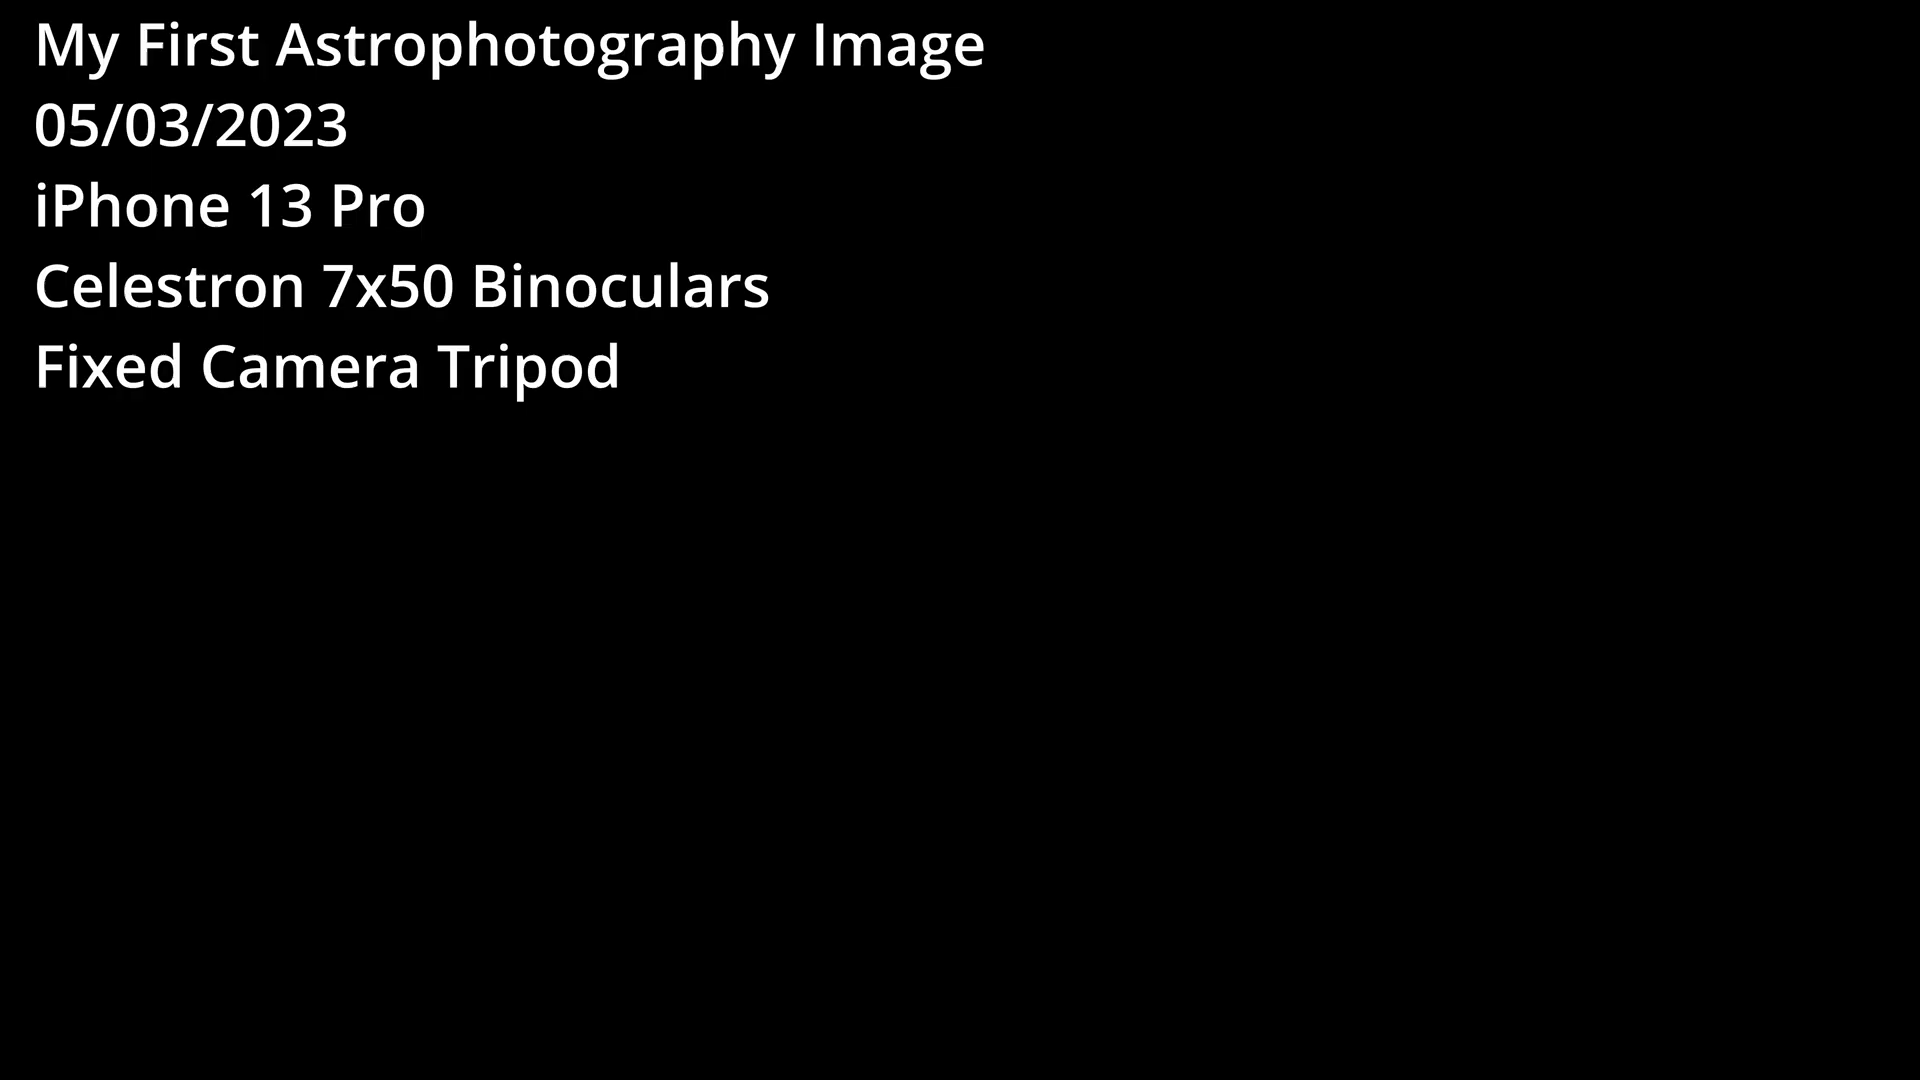 My First Astrophotography Image
05/03/2023
iPhone 13 Pro
Celestron 7x50 Binoculars
Fixed Camera Tripod